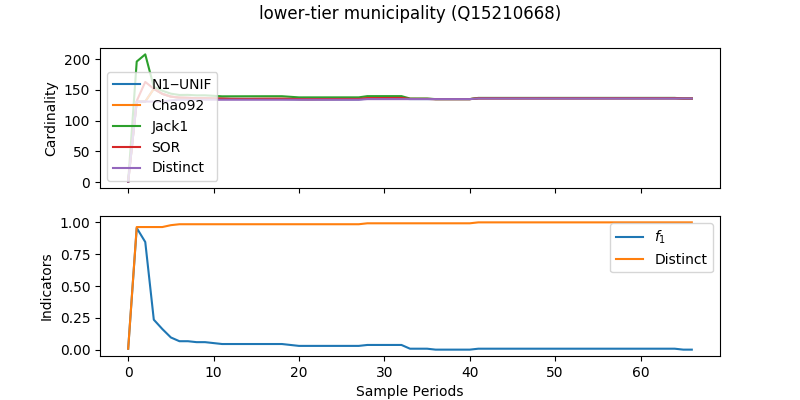 lower-tier municipality (Q15210668)
200
150
100
50
0
Cardinality
N1−UNIF
Chao92
Jack1
SOR
Distinct
1.00
0.75
0.50
0.25
0.00
Indicators
f1
Distinct
0 10 20 30 40 50 60
Sample Periods